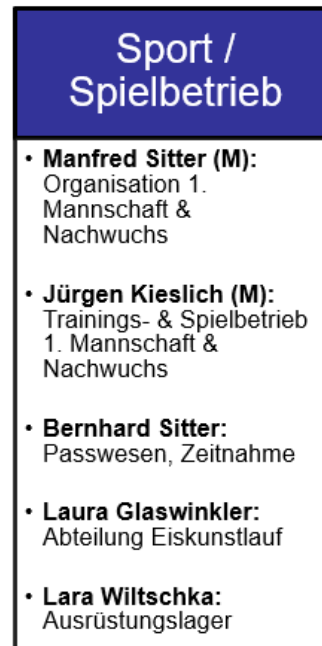 Sport /
Spielbetrieb
• Manfred Sitter (M):
Organisation 1.
Mannschaft &
Nachwuchs
• Jürgen Kieslich (M):
Trainings- & Spielbetrieb
1. Mannschaft &
Nachwuchs
• Bernhard Sitter:
Passwesen, Zeitnahme
• Laura Glaswinkler:
Abteilung Eiskunstlauf
• Lara Wiltschka:
Ausrüstungslager